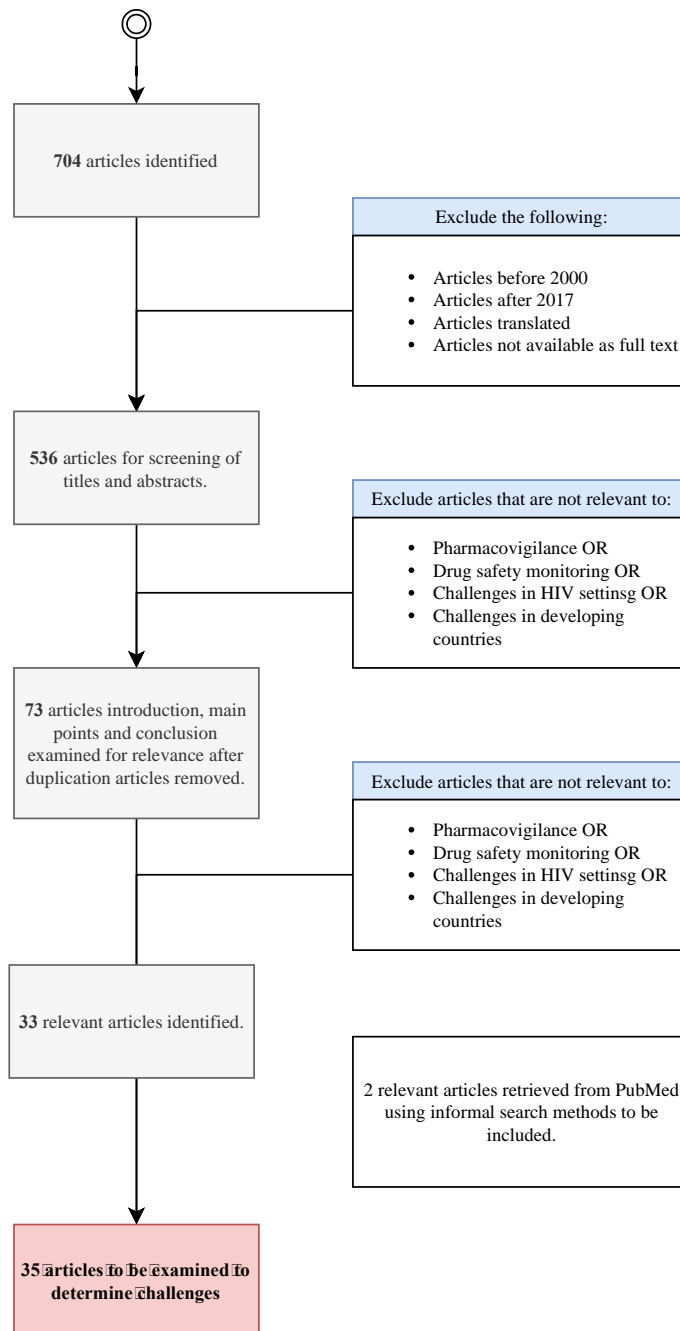 704 articles identified
Exclude the following:
• Articles before 2000
• Articles after 2017
• Articles translated
• Articles not available as full text
536 articles for screening of
titles and abstracts.
Exclude articles that are not relevant to:
• Pharmacovigilance OR
• Drug safety monitoring OR
• Challenges in HIV settinsg OR
• Challenges in developing
countries
73 articles introduction, main
points and conclusion
examined for relevance after
duplication articles removed.
Exclude articles that are not relevant to:
• Pharmacovigilance OR
• Drug safety monitoring OR
• Challenges in HIV settinsg OR
• Challenges in developing
countries
33 relevant articles identified.
2 relevant articles retrieved from PubMed
using informal search methods to be
included.
35 articles to be examined to
determine challenges